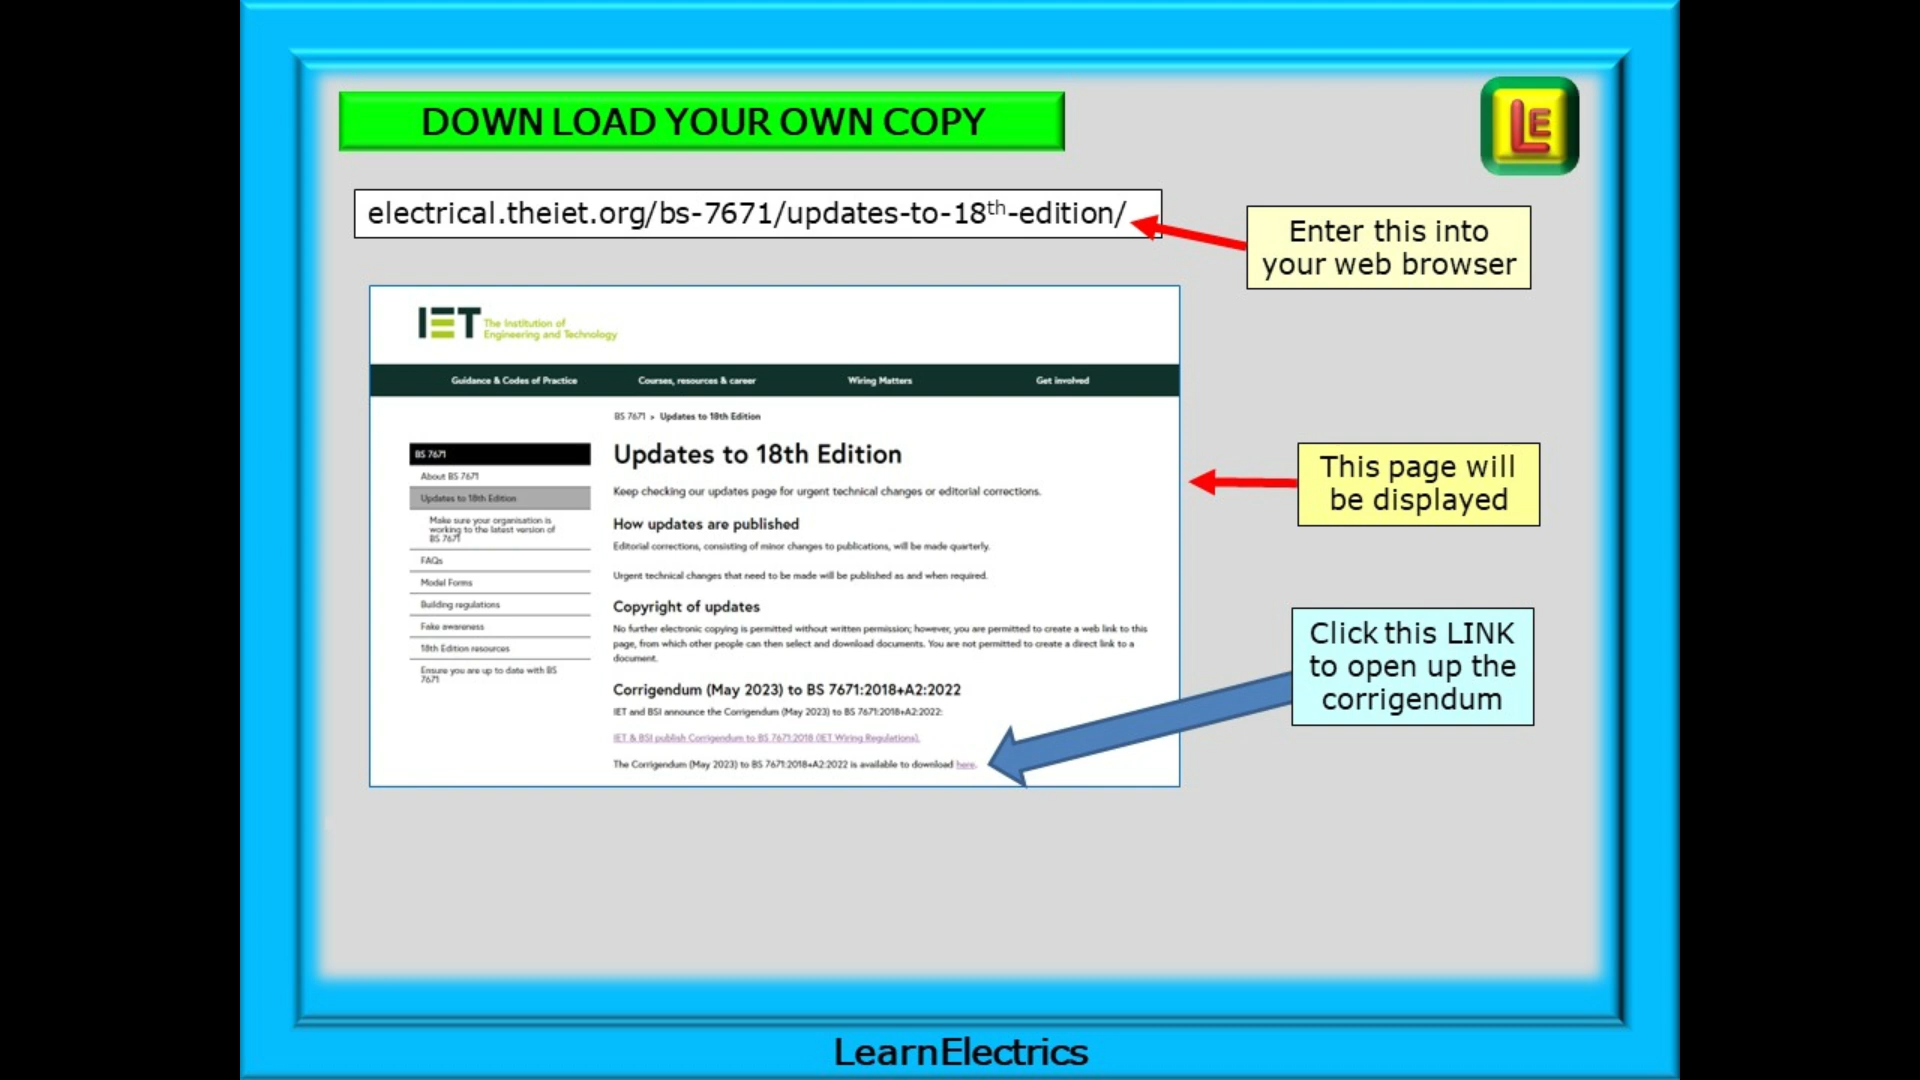 DOWN LOAD YOUR OWN COPY
LE
electrical.theiet.org/bs-7671/updates-to-18th-edition/
Enter this into
your web browser
IET The Institution of
Engineering and Technology
Guidance & Codes of Practice Courses, resources & career Wiring Matters Get involved
BS 7671 > Updates to 18th Edition
BS 7671
About BS 7671
Updates to 18th Edition
Make sure your organisation is
working to the latest version of
BS 7671
FAQs
Model Forms
Building regulations
Fake awareness
18th Edition resources
Ensure you are up to date with BS
7671
Updates to 18th Edition
Keep checking our updates page for urgent technical changes or editorial corrections.
How updates are published
Editorial corrections, consisting of minor changes to publications, will be made quarterly.
Urgent technical changes that need to be made will be published as and when required.
Copyright of updates
No further electronic copying is permitted without written permission; however, you are permitted to create a web link to this
page, from which other people can then select and download documents. You are not permitted to create a direct link to a
document.
Corrigendum (May 2023) to BS 7671:2018+A2:2022
IET and BSI announce the Corrigendum (May 2023) to BS 7671:2018+A2:2022:
IET & BSI publish Corrigendum to BS 7671:2018 (IET Wiring Regulations).
The Corrigendum (May 2023) to BS 7671:2018+A2:2022 is available to download here.
This page will
be displayed
Click this LINK
to open up the
corrigendum
LearnElectrics